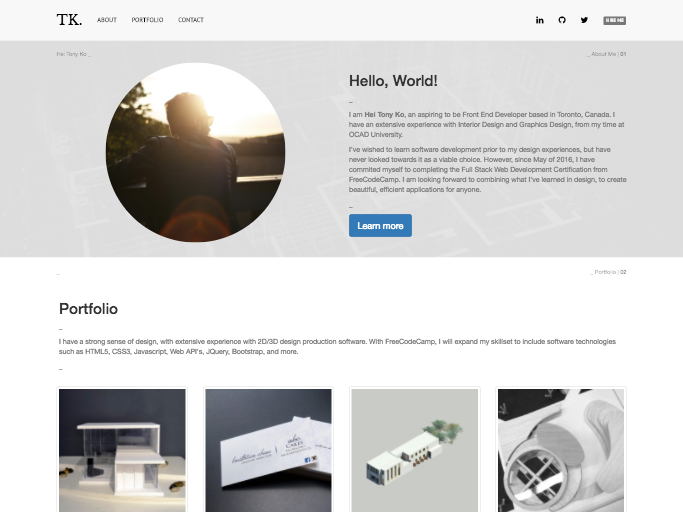 TK.
ABOUT
PORTFOLIO
CONTACT
Hei Tony Ko _
_ About Me | 01
Hello, World!
_
I am Hei Tony Ko, an aspiring to be Front End Developer based in Toronto, Canada. I
have an extensive experience with Interior Design and Graphics Design, from my time at
OCAD University.
I've wished to learn software development prior to my design experiences, but have
never looked towards it as a viable choice. However, since May of 2016, I have
commited myself to completing the Full Stack Web Development Certification from
FreeCodeCamp. I am looking forward to combining what I've learned in design, to create
beautiful, efficient applications for anyone.
_
Learn more
_
_ Portfolio | 02
Portfolio
_
I have a strong sense of design, with extensive experience with 2D/3D design production software. With FreeCodeCamp, I will expand my skillset to include software technologies
such as HTML5, CSS3, Javascript, Web API's, JQuery, Bootstrap, and more.
_